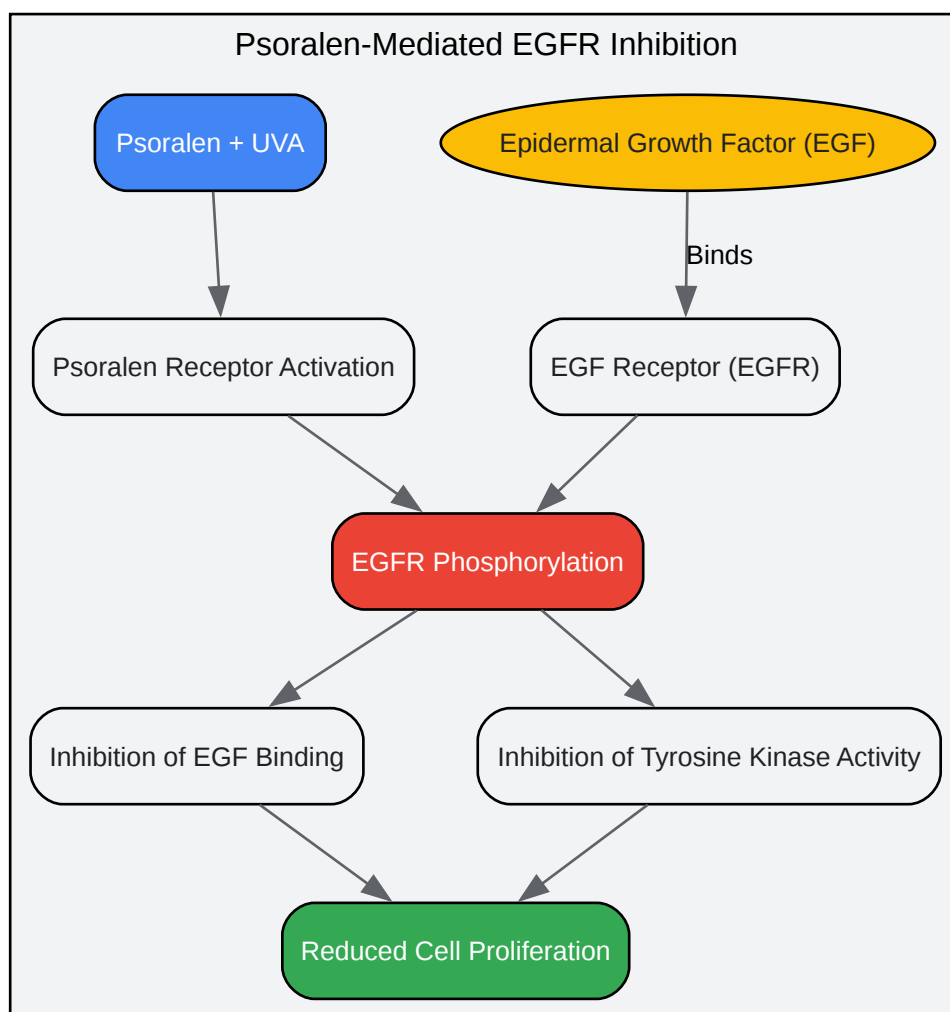 Psoralen-Mediated EGFR Inhibition
Psoralen + UVA
Epidermal Growth Factor (EGF)
Binds
Psoralen Receptor Activation
EGF Receptor (EGFR)
EGFR Phosphorylation
Inhibition of EGF Binding
Inhibition of Tyrosine Kinase Activity
Reduced Cell Proliferation